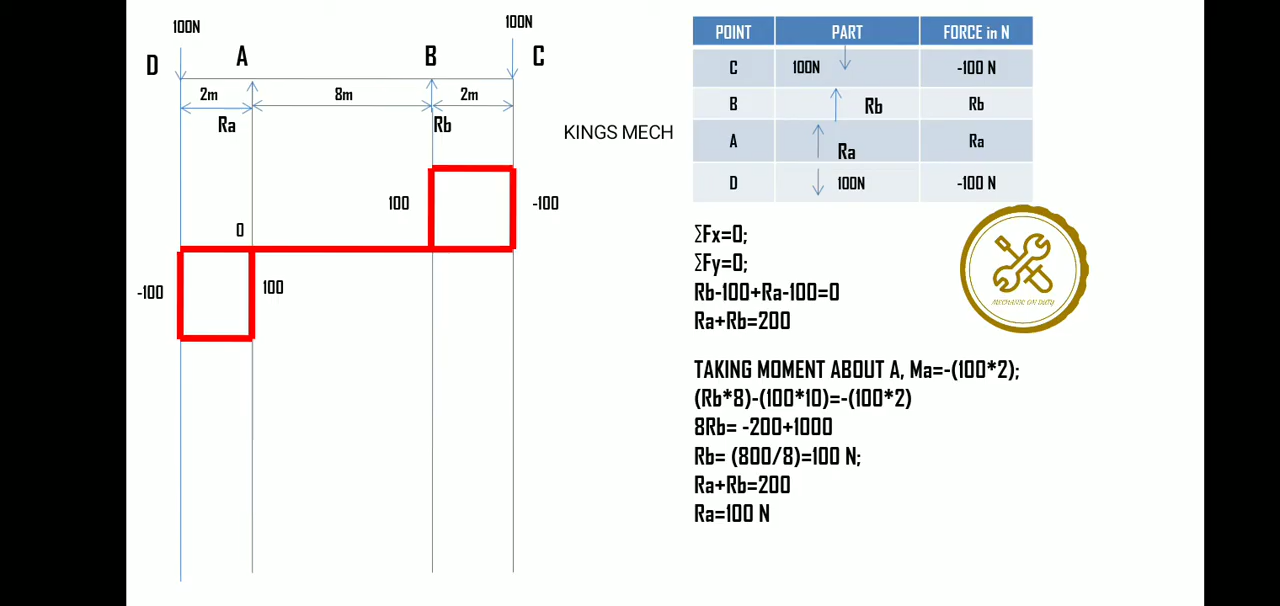 100N
100N
D
A
B
C
2m
8m
2m
Ra
Rb
KINGS MECH
100
-100
0
-100
100
POINT PART FORCE in N
C 100N -100 N
B Rb Rb
A Ra Ra
D 100N -100 N
MECHANIC ON DUTY
∑Fx=0;
∑Fy=0;
Rb-100+Ra-100=0
Ra+Rb=200
TAKING MOMENT ABOUT A, Ma=-(100*2);
(Rb*8)-(100*10)=-(100*2)
8Rb= -200+1000
Rb= (800/8)=100 N;
Ra+Rb=200
Ra=100 N